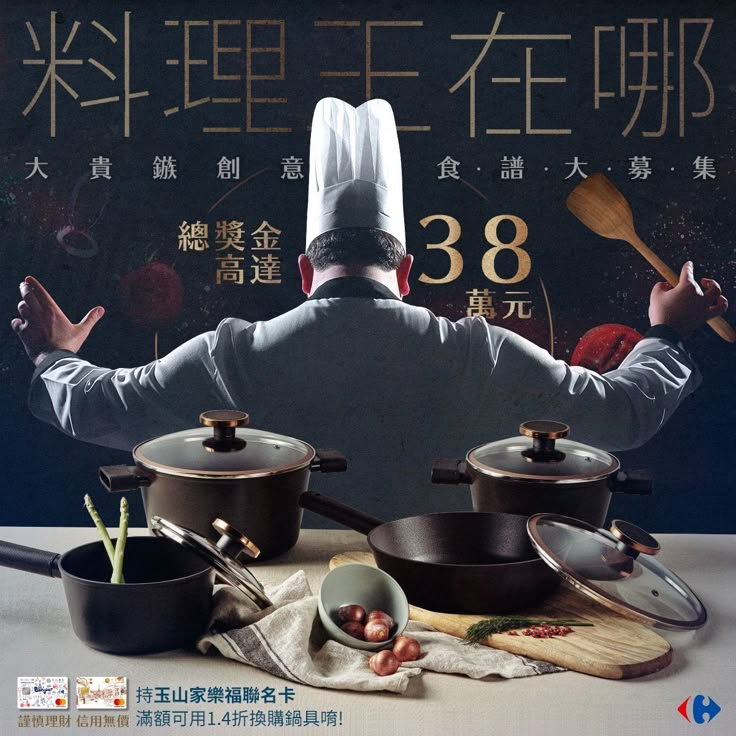 料理王在哪
大貴鏃創意食·譜·大·募·集
總獎金
高達
38
萬元
持玉山家樂福聯名卡
謹慎理財 信用無價
滿額可用1.4折換購鍋具唷!